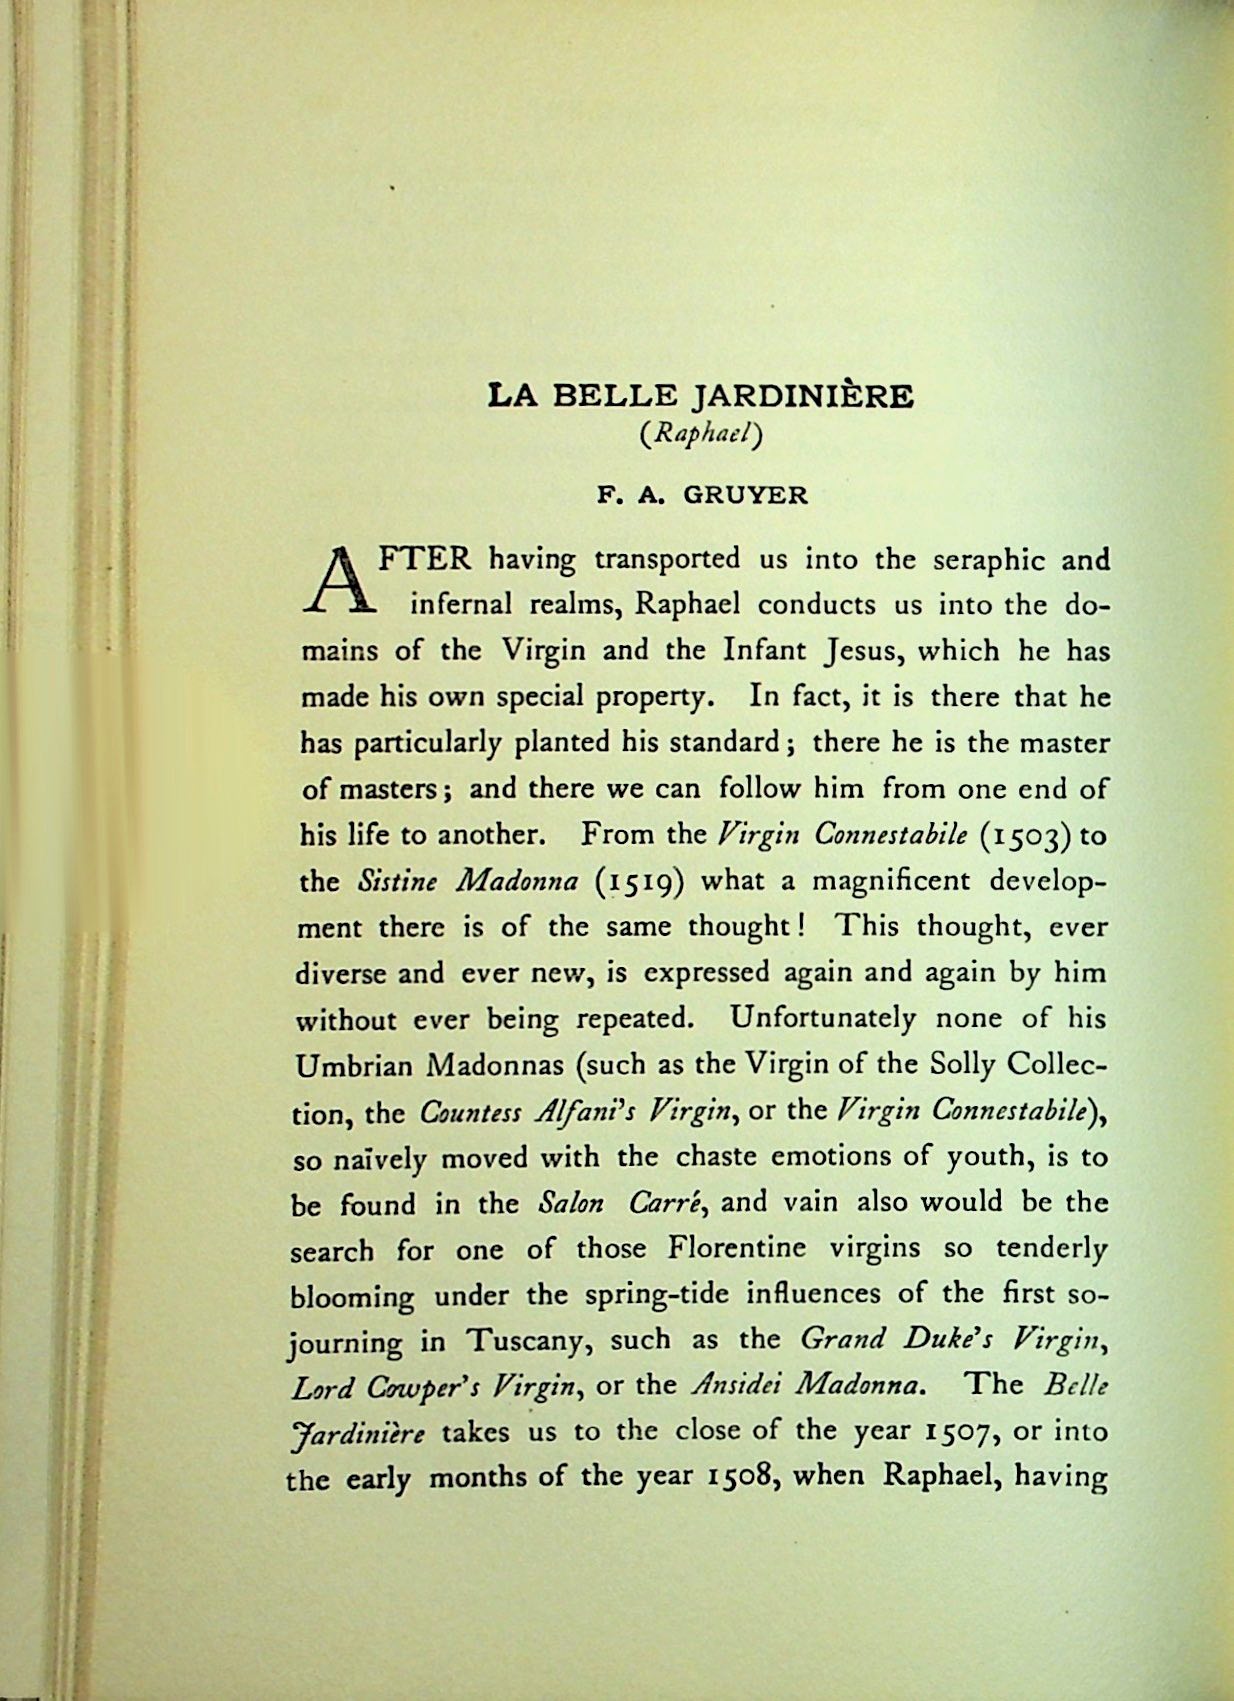 LA BELLE JARDINIÈRE
(Raphael)
F. A. GRUYER
AFTER having transported us into the seraphic and
infernal realms, Raphael conducts us into the do-
mains of the Virgin and the Infant Jesus, which he has
made his own special property. In fact, it is there that he
has particularly planted his standard; there he is the master
of masters; and there we can follow him from one end of
his life to another. From the Virgin Connestabile (1503) to
the Sistine Madonna (1519) what a magnificent develop-
ment there is of the same thought! This thought, ever
diverse and ever new, is expressed again and again by him
without ever being repeated. Unfortunately none of his
Umbrian Madonnas (such as the Virgin of the Solly Collec-
tion, the Countess Alfani's Virgin, or the Virgin Connestabile),
so naïvely moved with the chaste emotions of youth, is to
be found in the Salon Carré, and vain also would be the
search for one of those Florentine virgins so tenderly
blooming under the spring-tide influences of the first so-
journing in Tuscany, such as the Grand Duke's Virgin,
Lord Cowper's Virgin, or the Ansidei Madonna. The Belle
Jardinière takes us to the close of the year 1507, or into
the early months of the year 1508, when Raphael, having